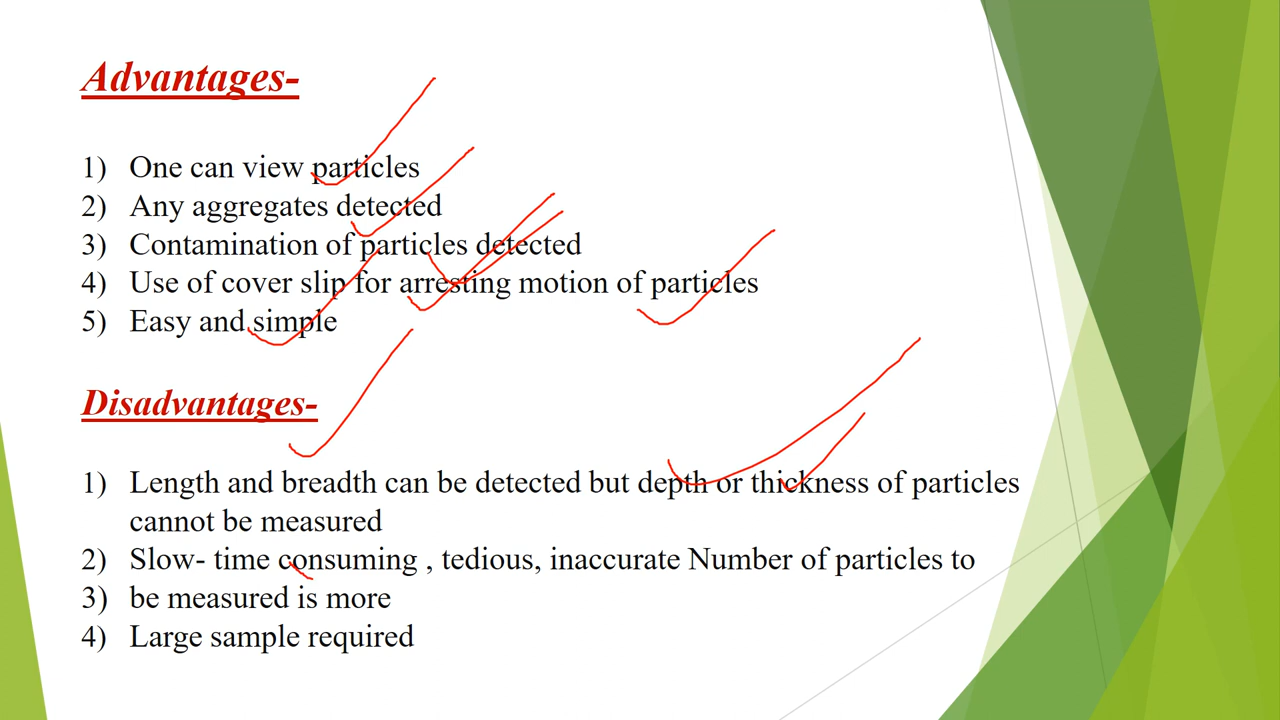 Advantages-
1) One can view particles
2) Any aggregates detected
3) Contamination of particles detected
4) Use of cover slip for arresting motion of particles
5) Easy and simple
Disadvantages-
1) Length and breadth can be detected but depth or thickness of particles
cannot be measured
2) Slow- time consuming , tedious, inaccurate Number of particles to
3) be measured is more
4) Large sample required